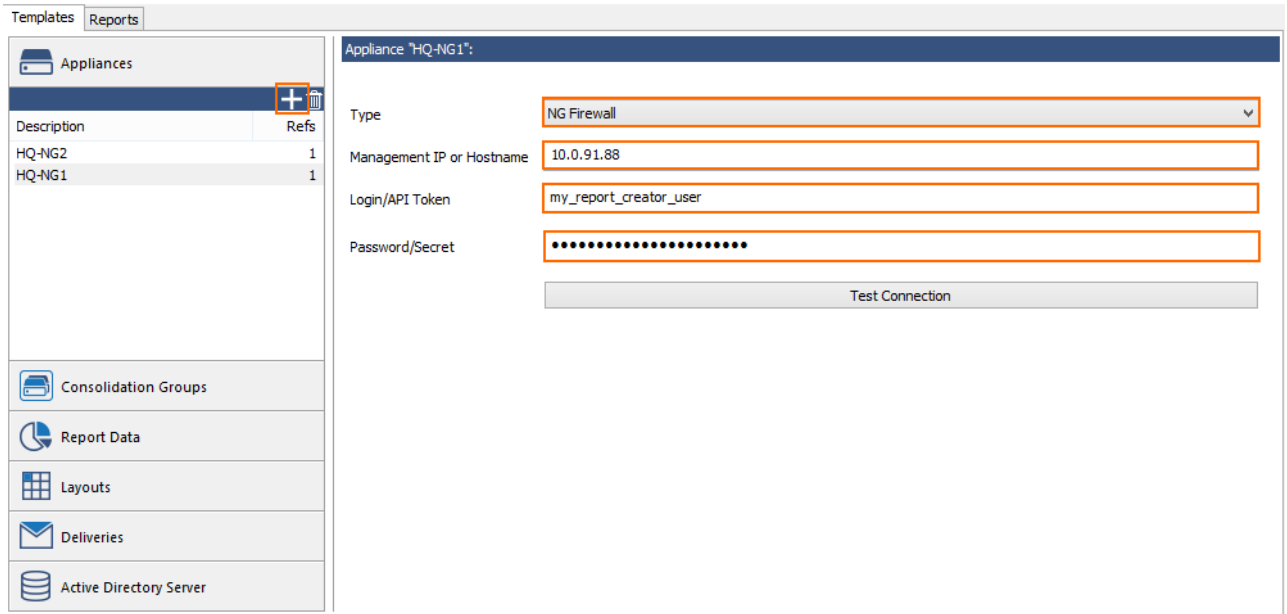 Templates
Reports
Appliances
Description Refs
HQ-NG2 1
HQ-NG1 1
Consolidation Groups
Report Data
Layouts
Deliveries
Active Directory Server
Appliance "HQ-NG1":
Type NG Firewall
Management IP or Hostname 10.0.91.88
Login/API Token my_report_creator_user
Password/Secret ••••••••••••••••••••••
Test Connection